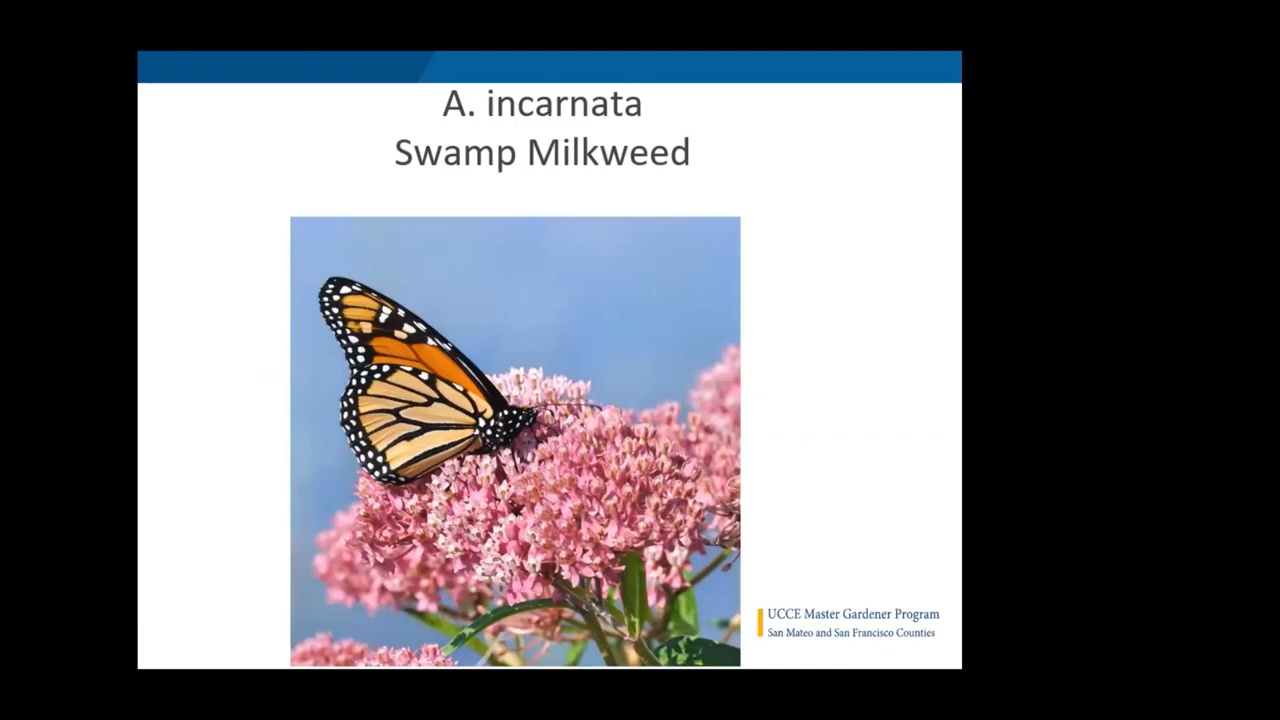 A. incarnata
Swamp Milkweed
UCCE Master Gardener Program
San Mateo and San Francisco Counties